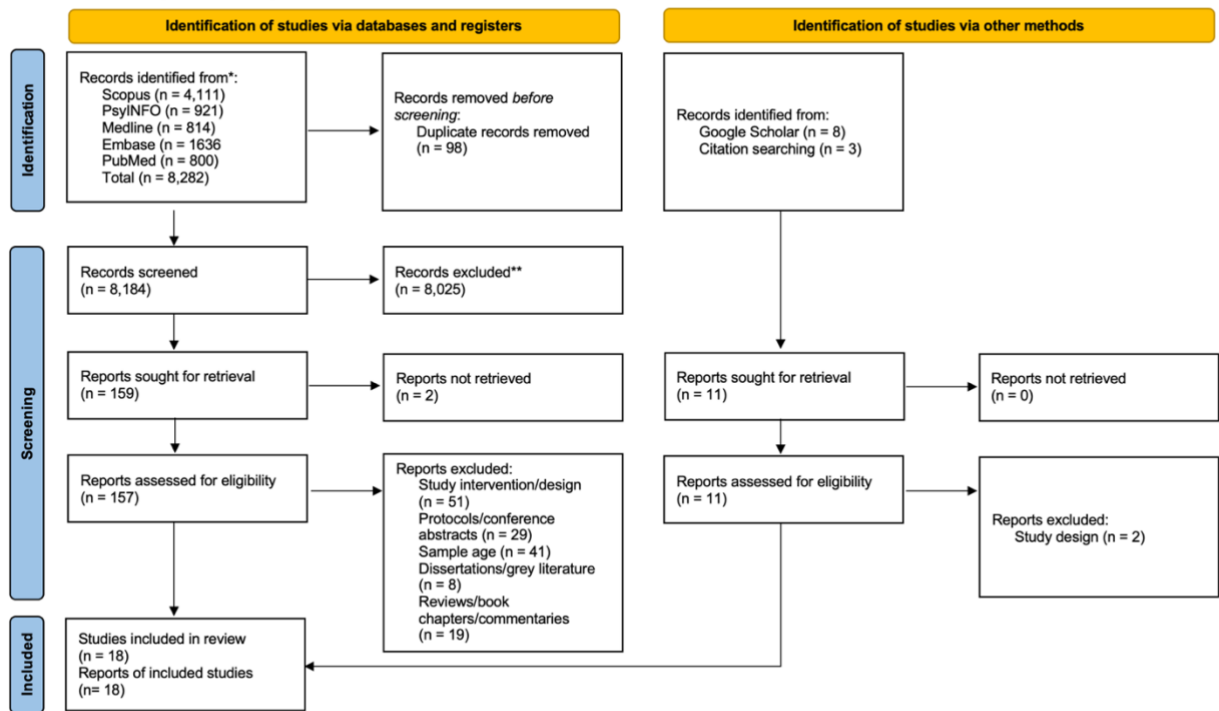 Identification of studies via databases and registers
Identification of studies via other methods
Identification
Records identified from*:
Scopus (n = 4,111)
PsyINFO (n = 921)
Medline (n = 814)
Embase (n = 1636
PubMed (n = 800)
Total (n = 8,282)
Records removed before
screening:
Duplicate records removed
(n = 98)
Records identified from:
Google Scholar (n = 8)
Citation searching (n = 3)
Screening
Records screened
(n = 8,184)
Records excluded**
(n = 8,025)
Reports sought for retrieval
(n = 159)
Reports not retrieved
(n = 2)
Reports sought for retrieval
(n = 11)
Reports not retrieved
(n = 0)
Reports assessed for eligibility
(n = 157)
Reports excluded:
Study intervention/design
(n = 51)
Protocols/conference
abstracts (n = 29)
Sample age (n = 41)
Dissertations/grey literature
(n = 8)
Reviews/book
chapters/commentaries
(n = 19)
Reports assessed for eligibility
(n = 11)
Reports excluded:
Study design (n = 2)
Included
Studies included in review
(n = 18)
Reports of included studies
(n= 18)